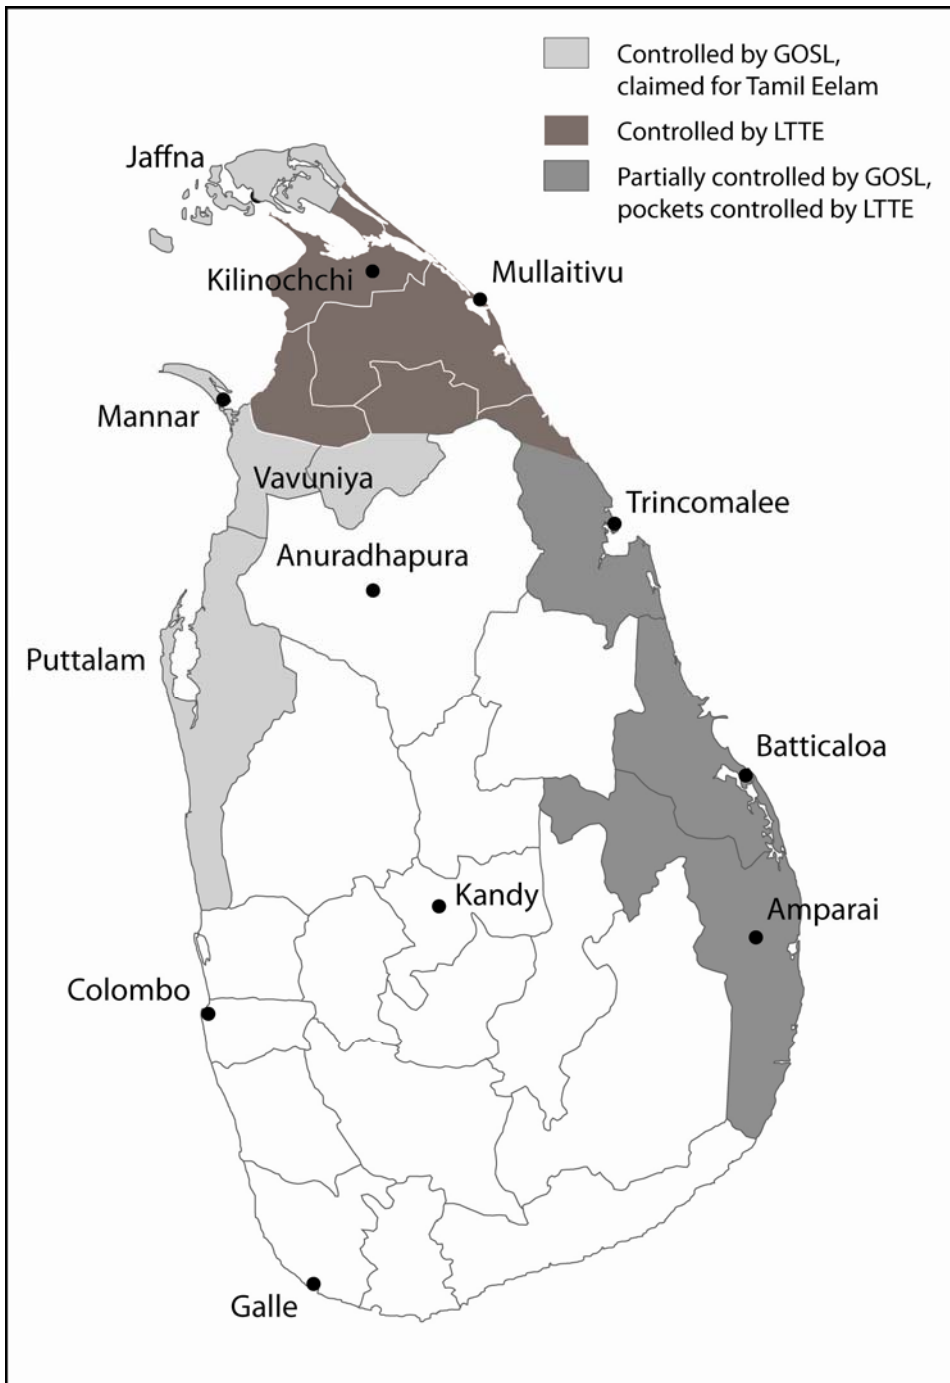 Controlled by GOSL,
claimed for Tamil Eelam
Controlled by LTTE
Partially controlled by GOSL,
pockets controlled by LTTE
Jaffna
Kilinochchi
Mullaitivu
Mannar
Vavuniya
Trincomalee
Anuradhapura
Puttalam
Batticaloa
Kandy
Amparai
Colombo
Galle